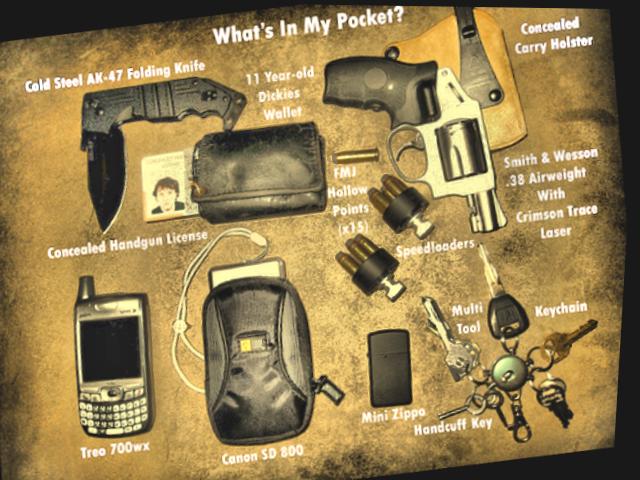 What's In My Pocket?
Concealed
Carry Holster
Cold Steel AK-47 Folding Knife
11 Year-old
Dickies
Wallet
FMJ
Hollow
Points
(x15)
Smith & Wesson
.38 Airweight
With
Crimson Trace
Laser
Concealed Handgun License
Speedloaders
Multi
Tool
Keychain
Mini Zippo
Handcuff Key
Treo 700wx
Canon SD 800